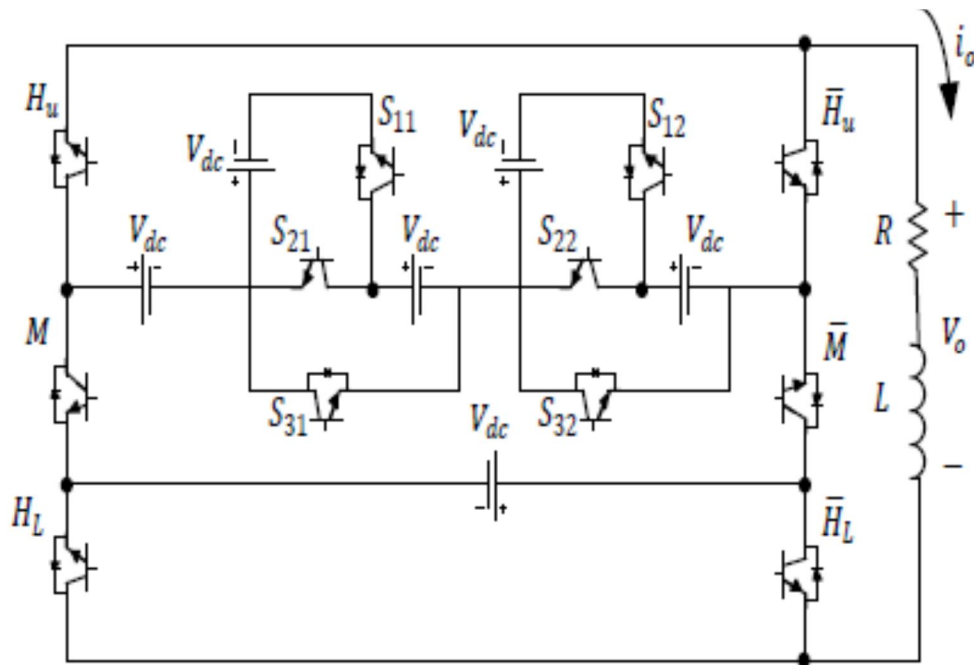 i_o
H_u
S_11
S_12
H̅_u
V_dc
V_dc
- +
- +
V_dc
S_21
V_dc
S_22
V_dc
R
+
+ -
+ -
+ -
M
M̅
V_o
L
S_31
V_dc
S_32
-
- +
H_L
H̅_L